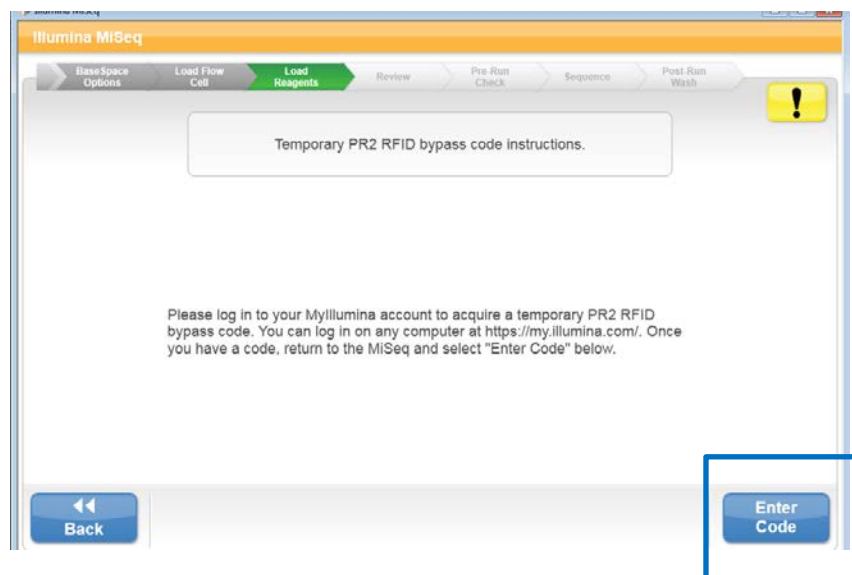 Illumina MiSeq
Illumina MiSeq
BaseSpace Options
Load Flow Cell
Load Reagents
Review
Pre-Run Check
Sequence
Post-Run Wash
!
Temporary PR2 RFID bypass code instructions.
Please log in to your MyIllumina account to acquire a temporary PR2 RFID
bypass code. You can log in on any computer at https://my.illumina.com/. Once
you have a code, return to the MiSeq and select "Enter Code" below.
Back
Enter
Code